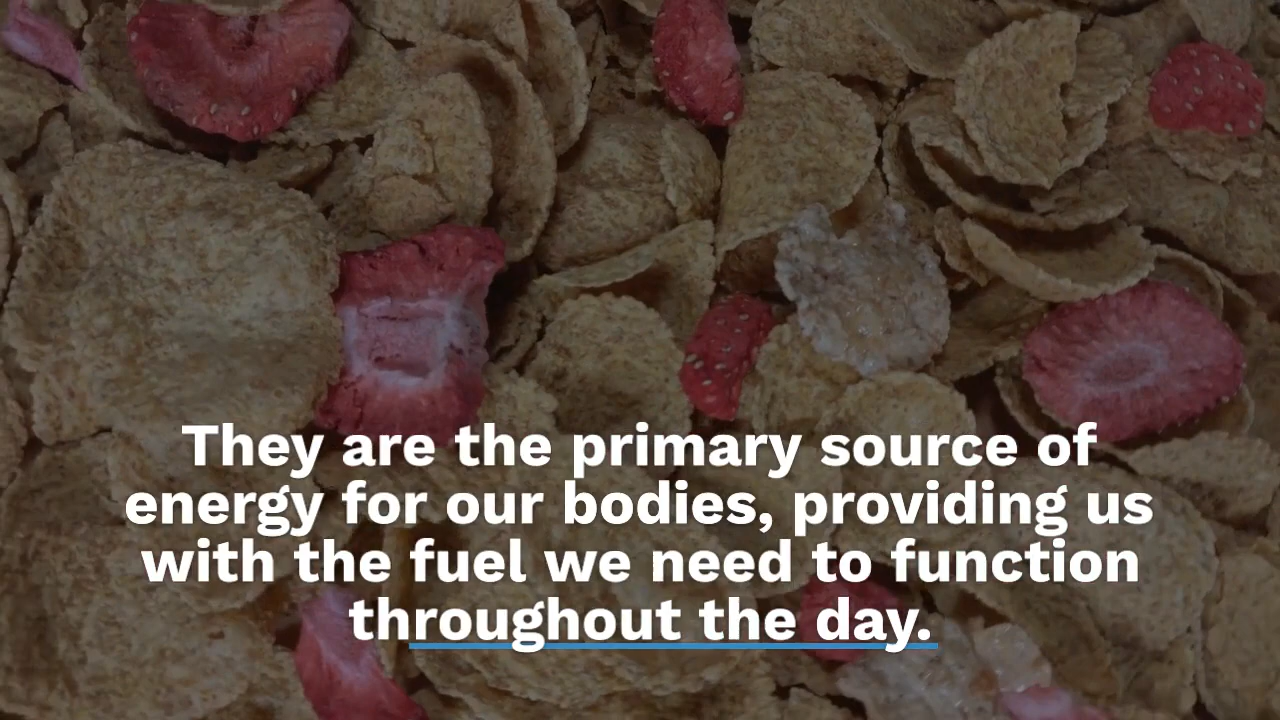 They are the primary source of
energy for our bodies, providing us
with the fuel we need to function
throughout the day.